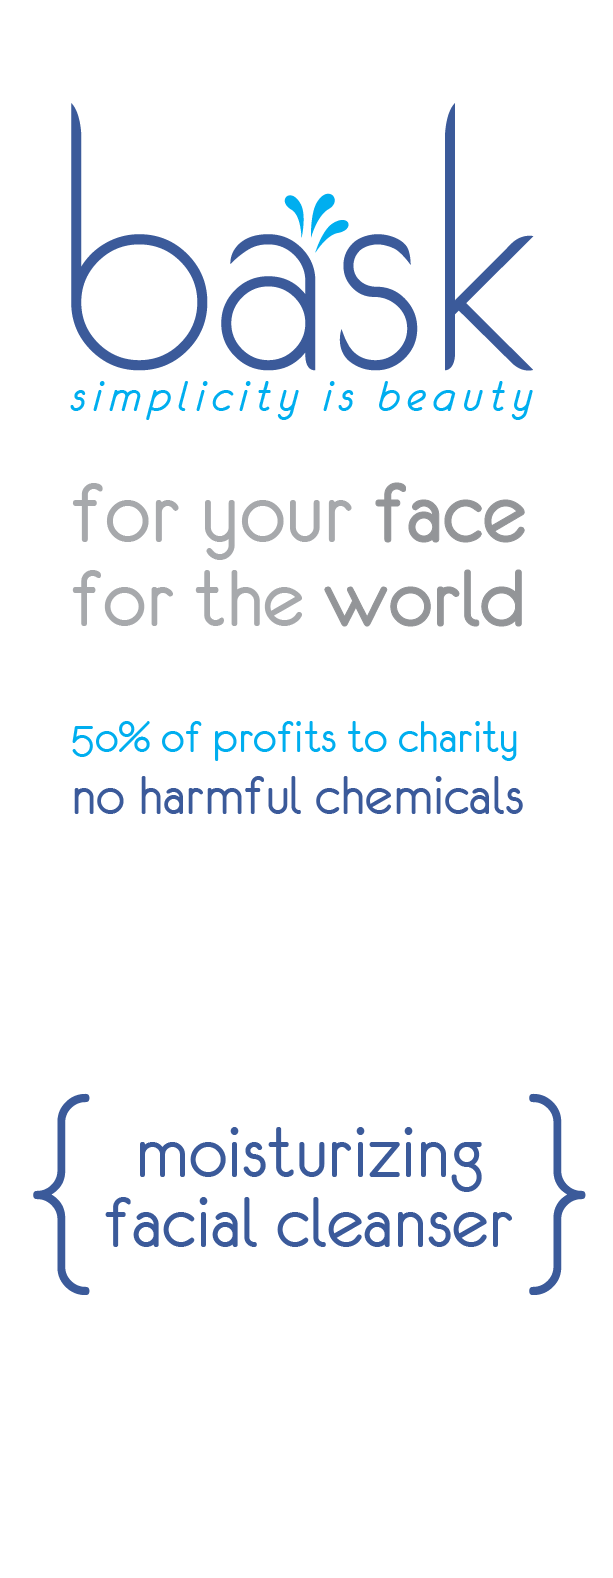 bask
simplicity is beauty
for your face
for the world
50% of profits to charity
no harmful chemicals
{ moisturizing
facial cleanser }